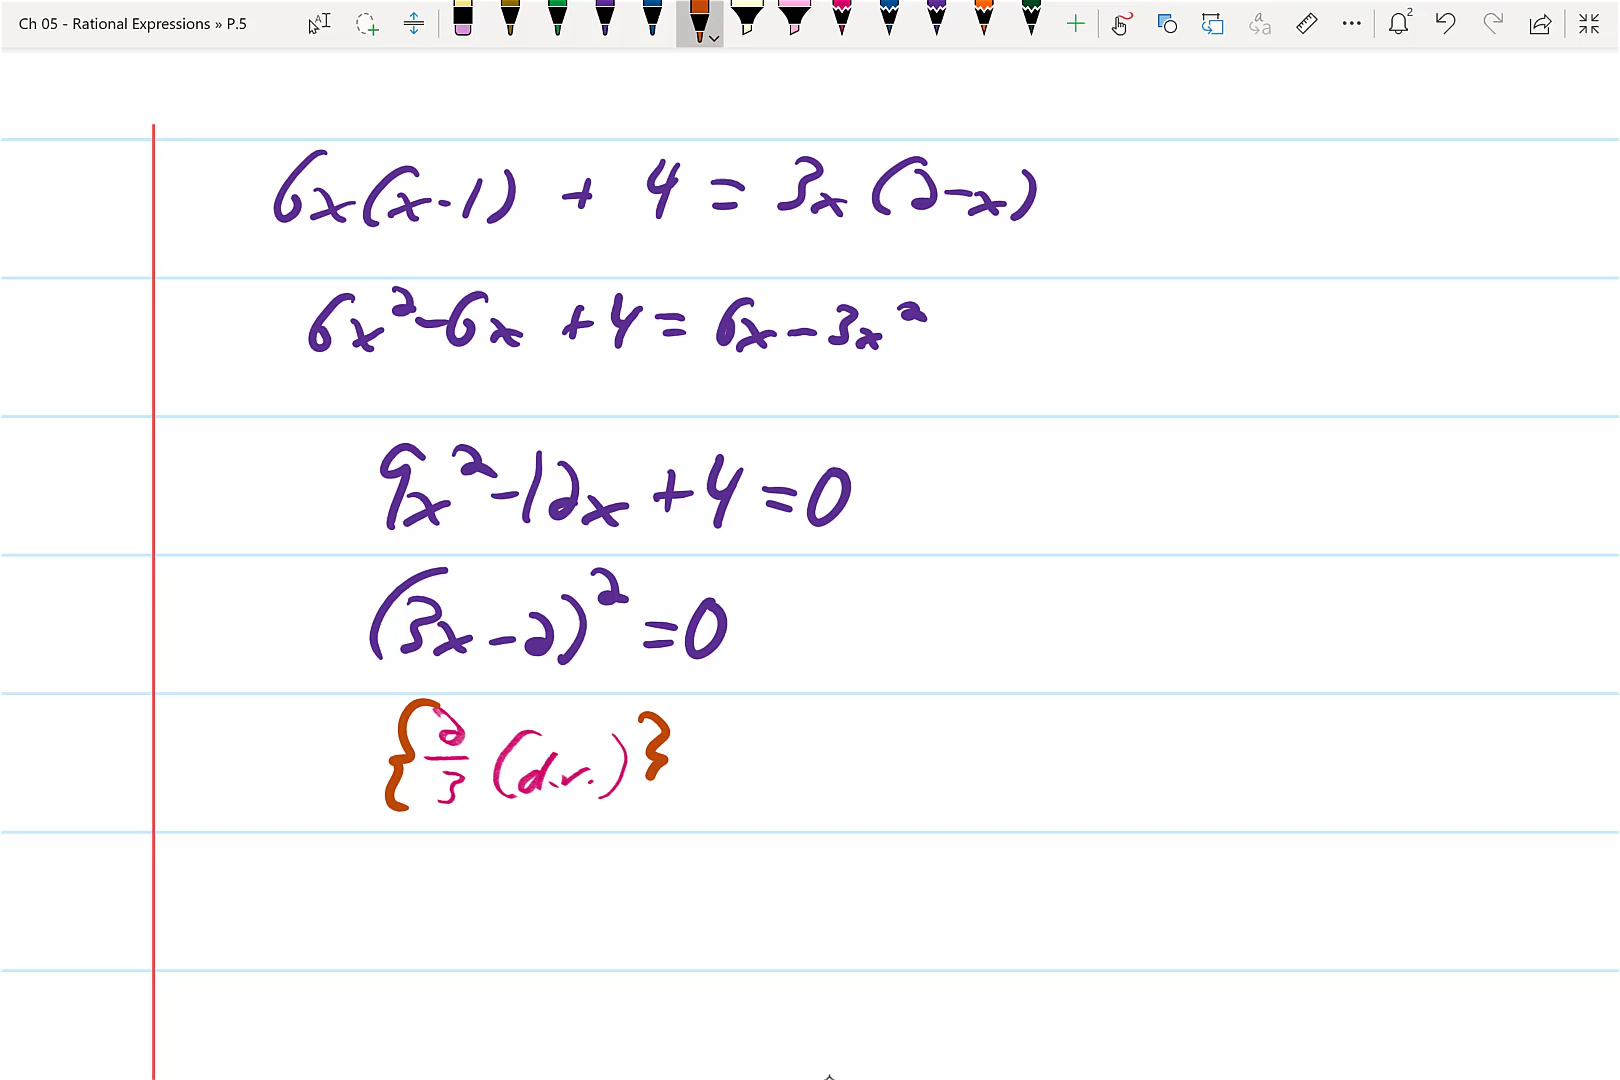 Ch 05 - Rational Expressions » P.5
6x(x-1) + 4 = 3x(2-x)
6x²-6x +4 = 6x-3x²
9x²-12x +4 =0
(3x-2)² =0
{2/3 (d.r.)}